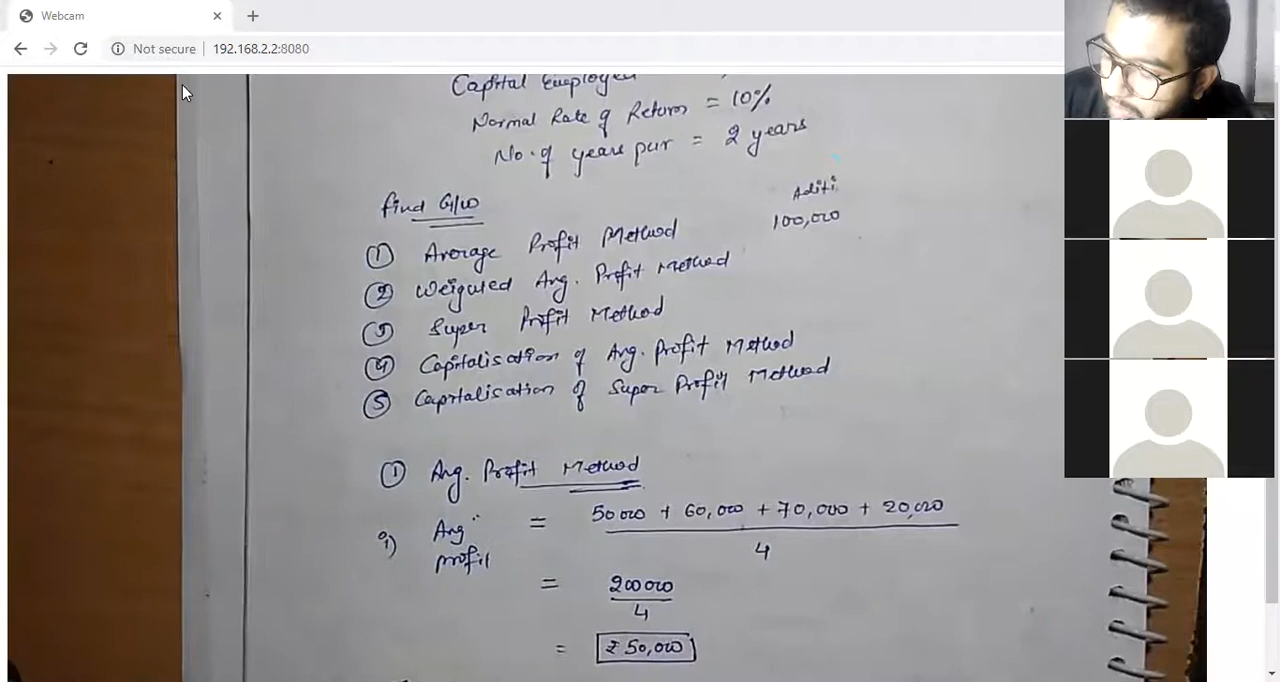 Webcam
Not secure
192.168.2.2:8080
Capital Employed
Normal Rate of Return = 10%
No. of years pur = 2 years
find G/W
Aditi
100,000
① Average Profit Method
② Weighted Avg. Profit Method
③ Super Profit Method
④ Capitalisation of Avg. Profit Method
⑤ Capitalisation of Super Profit Method
① Avg. Profit Method
i) Avg profit = 50000 + 60,000 + 70,000 + 20,000
4
= 200000
4
= ₹ 50,000